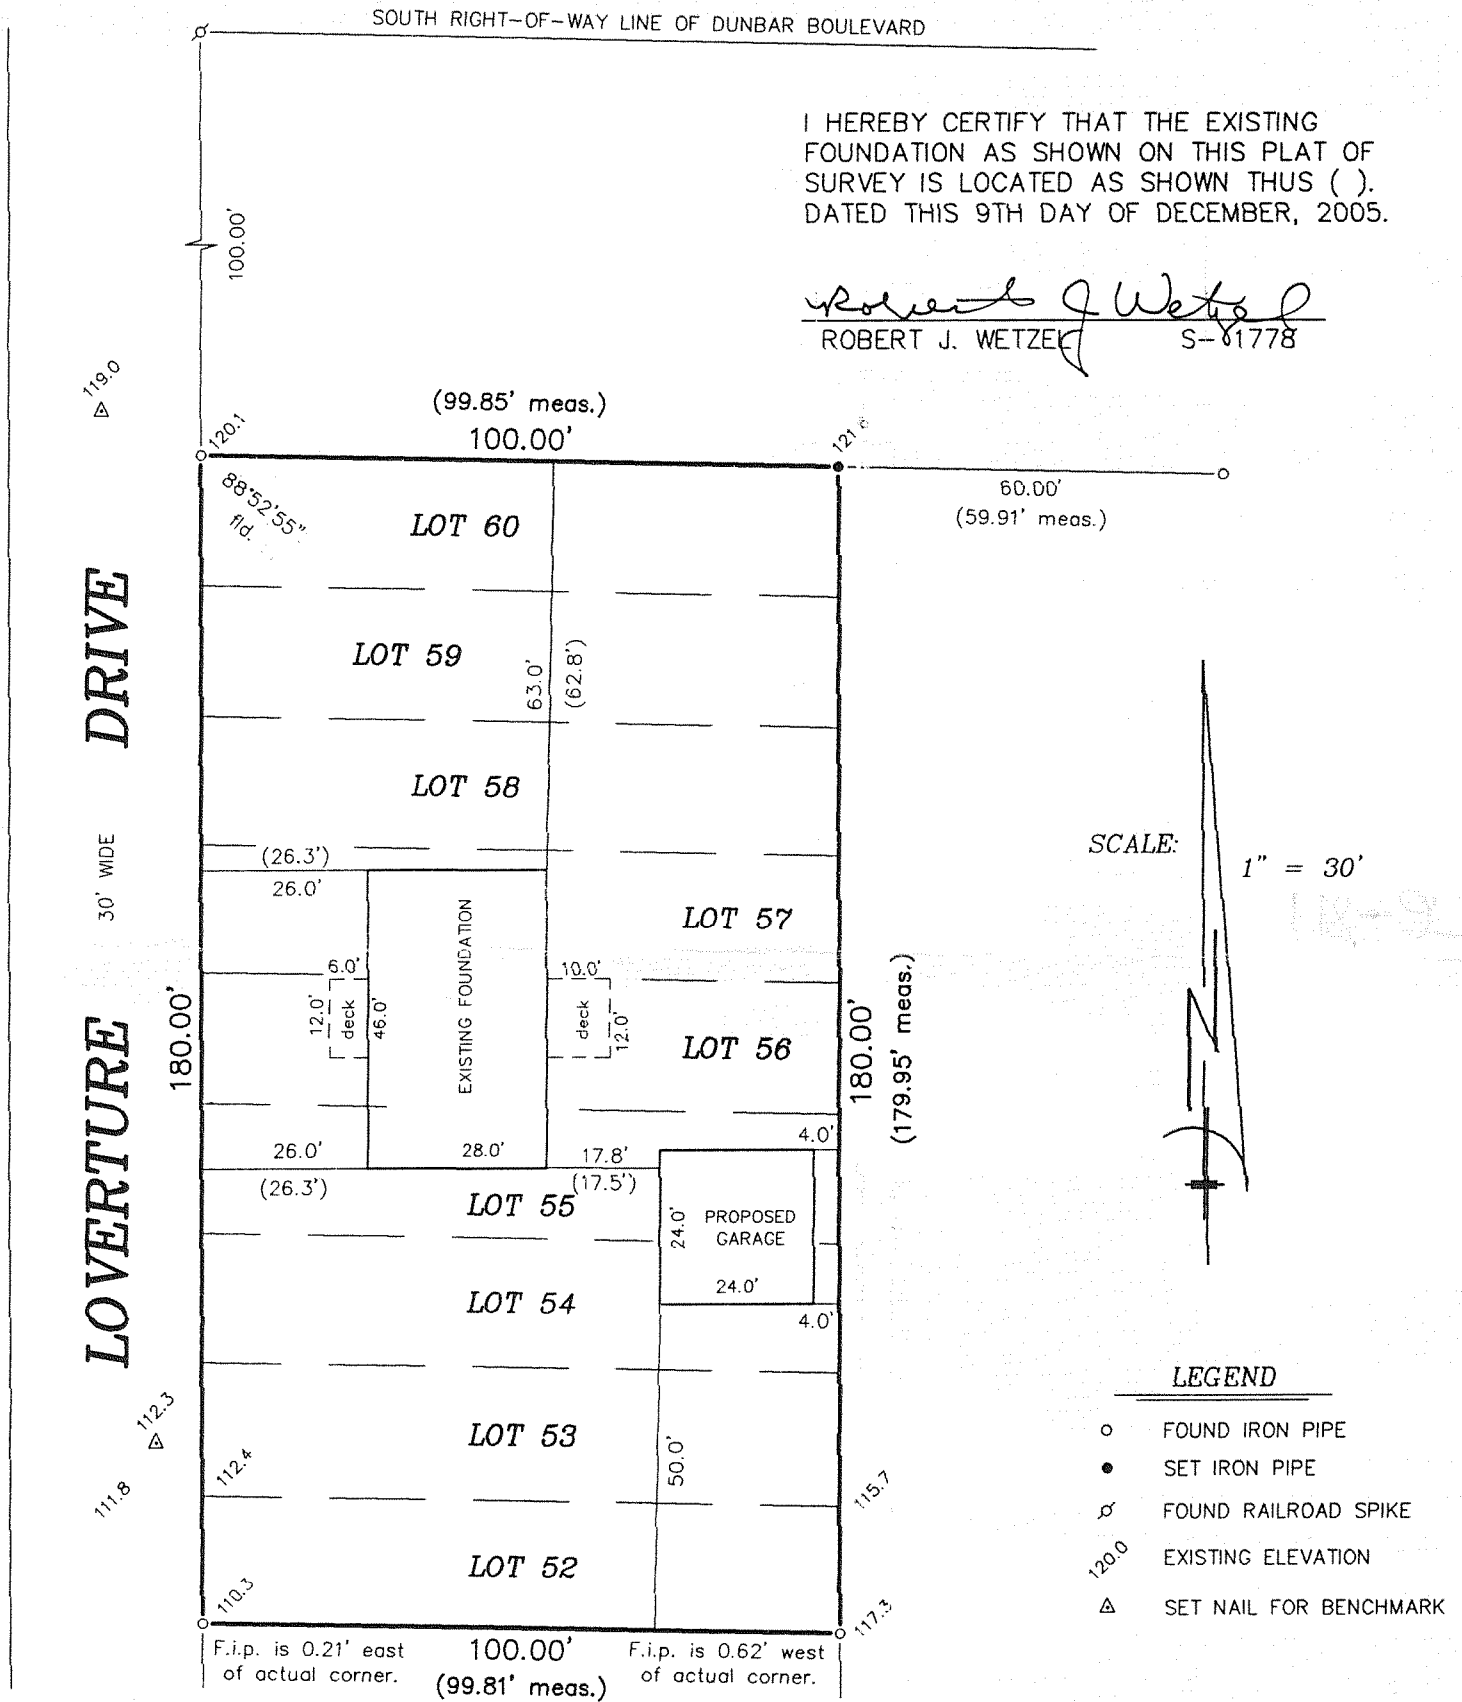 SOUTH RIGHT-OF-WAY LINE OF DUNBAR BOULEVARD
I HEREBY CERTIFY THAT THE EXISTING
FOUNDATION AS SHOWN ON THIS PLAT OF
SURVEY IS LOCATED AS SHOWN THUS ( ).
DATED THIS 9TH DAY OF DECEMBER, 2005.
Robert J Wetzel
ROBERT J. WETZEL S-1778
100.00'
119.0
(99.85' meas.)
100.00'
120.1
121
60.00'
(59.91' meas.)
88°52'55"
fld.
LOT 60
LOT 59
63.0'
(62.8')
LOT 58
LOVERTURE 30' WIDE DRIVE
SCALE:
1" = 30'
(26.3')
26.0'
LOT 57
EXISTING FOUNDATION
6.0'
12.0'
deck
46.0'
10.0'
deck
12.0'
LOT 56
180.00'
180.00'
(179.95' meas.)
N
26.0'
(26.3')
28.0'
17.8'
(17.5')
4.0'
LOT 55
24.0'
PROPOSED
GARAGE
24.0'
4.0'
LOT 54
LOT 53
50.0'
112.3
111.8
112.4
115.7
LOT 52
110.3
117.3
F.i.p. is 0.21' east
of actual corner.
100.00'
(99.81' meas.)
F.i.p. is 0.62' west
of actual corner.
LEGEND
FOUND IRON PIPE
SET IRON PIPE
FOUND RAILROAD SPIKE
120.0 EXISTING ELEVATION
SET NAIL FOR BENCHMARK